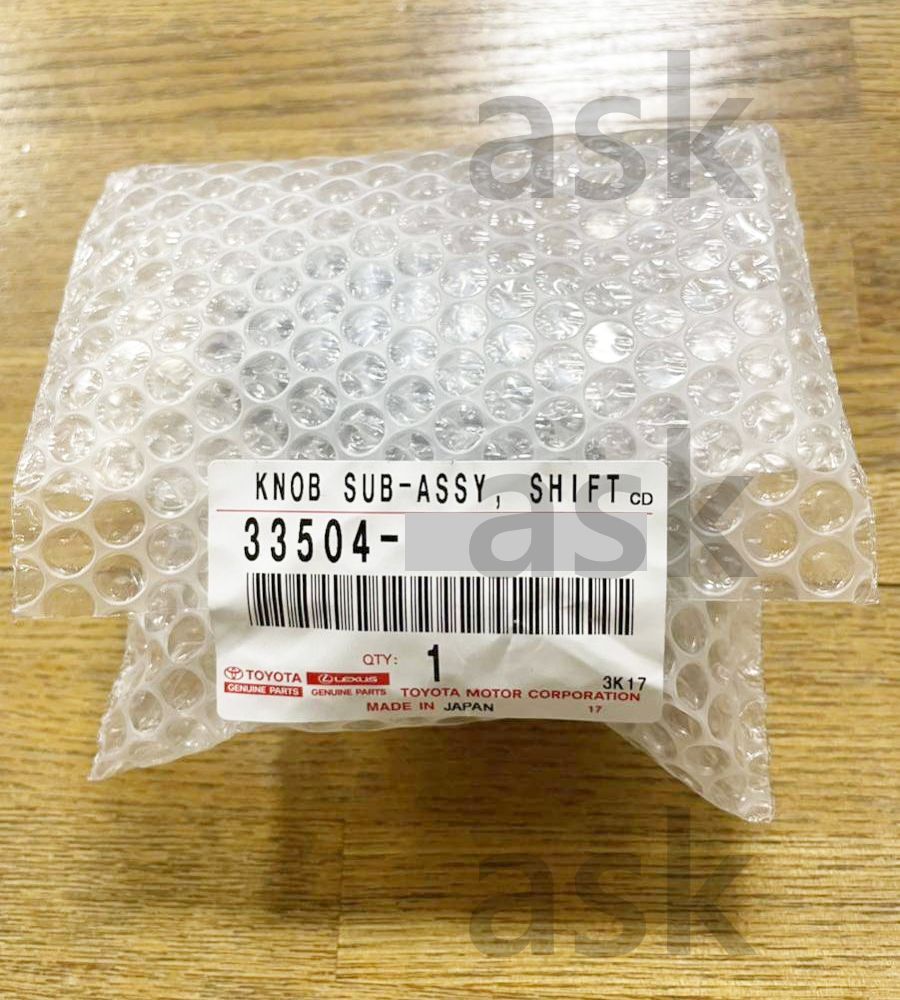 ask
KNOB SUB-ASSY, SHIFT CD
33504-
ask
QTY: 1
TOYOTA LEXUS 3K17
GENUINE PARTS GENUINE PARTS TOYOTA MOTOR CORPORATION
MADE IN JAPAN 17
ask